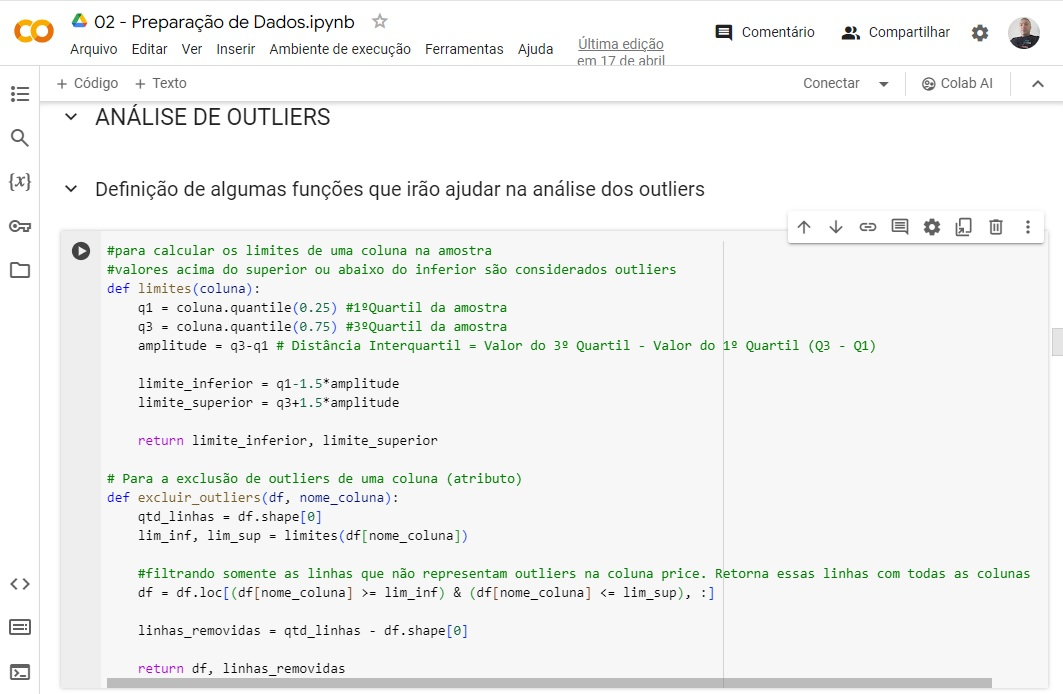 02 - Preparação de Dados.ipynb
Arquivo Editar Ver Inserir Ambiente de execução Ferramentas Ajuda Última edição em 17 de abril
Comentário Compartilhar
+ Código + Texto
Conectar Colab AI
ANÁLISE DE OUTLIERS
Definição de algumas funções que irão ajudar na análise dos outliers
#para calcular os limites de uma coluna na amostra
#valores acima do superior ou abaixo do inferior são considerados outliers
def limites(coluna):
    q1 = coluna.quantile(0.25) #1ºQuartil da amostra
    q3 = coluna.quantile(0.75) #3ºQuartil da amostra
    amplitude = q3-q1 # Distância Interquartil = Valor do 3º Quartil - Valor do 1º Quartil (Q3 - Q1)
    limite_inferior = q1-1.5*amplitude
    limite_superior = q3+1.5*amplitude
    return limite_inferior, limite_superior
# Para a exclusão de outliers de uma coluna (atributo)
def excluir_outliers(df, nome_coluna):
    qtd_linhas = df.shape[0]
    lim_inf, lim_sup = limites(df[nome_coluna])
    #filtrando somente as linhas que não representam outliers na coluna price. Retorna essas linhas com todas as colunas
    df = df.loc[(df[nome_coluna] >= lim_inf) & (df[nome_coluna] <= lim_sup), :]
    linhas_removidas = qtd_linhas - df.shape[0]
    return df, linhas_removidas